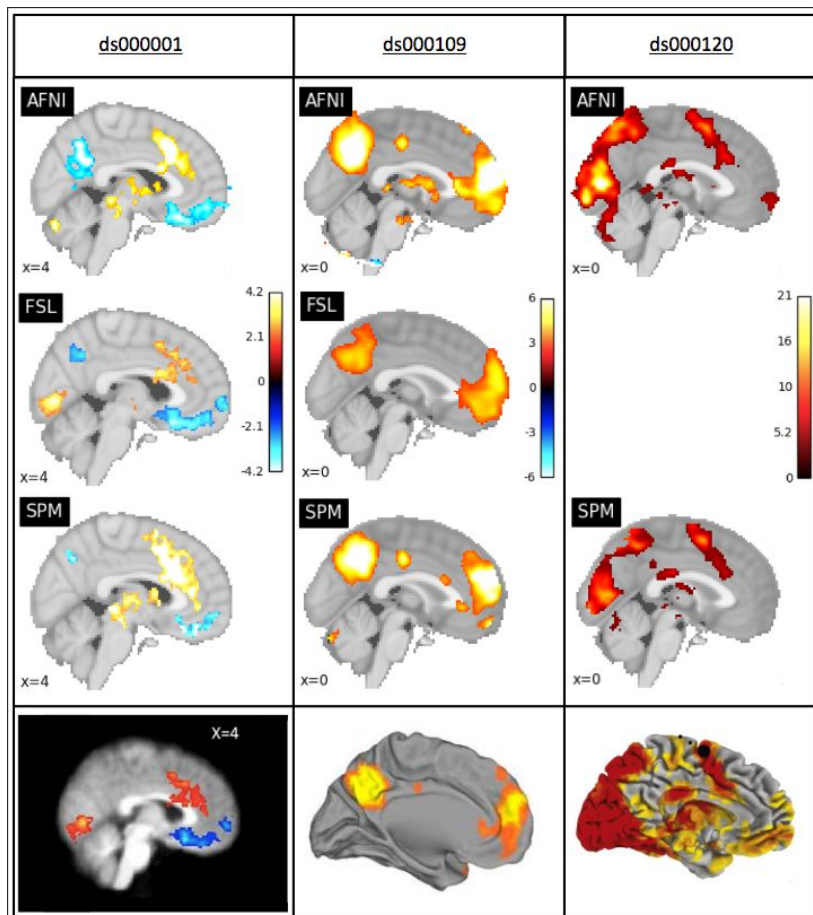 ds000001
ds000109
ds000120
AFNI
x=4
AFNI
x=0
AFNI
x=0
FSL
x=4
4.2
2.1
0
-2.1
-4.2
FSL
x=0
6
3
0
-3
-6
21
16
10
5.2
0
SPM
x=4
SPM
x=0
SPM
x=0
X=4